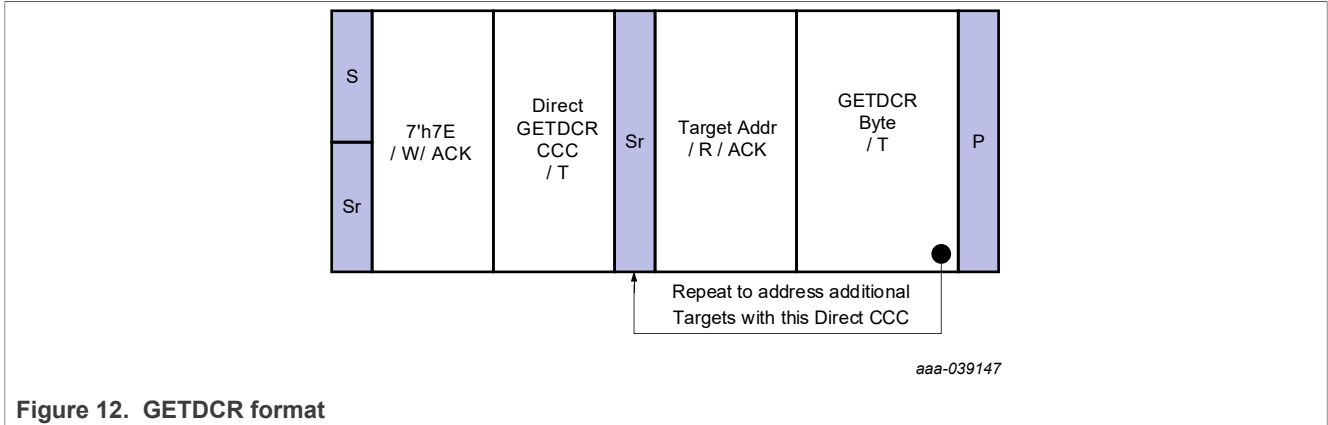 S
Sr
7'h7E
/ W/ ACK
Direct
GETDCR
CCC
/ T
Sr
Target Addr
/ R / ACK
GETDCR
Byte
/ T
P
Repeat to address additional
Targets with this Direct CCC
aaa-039147
Figure 12. GETDCR format